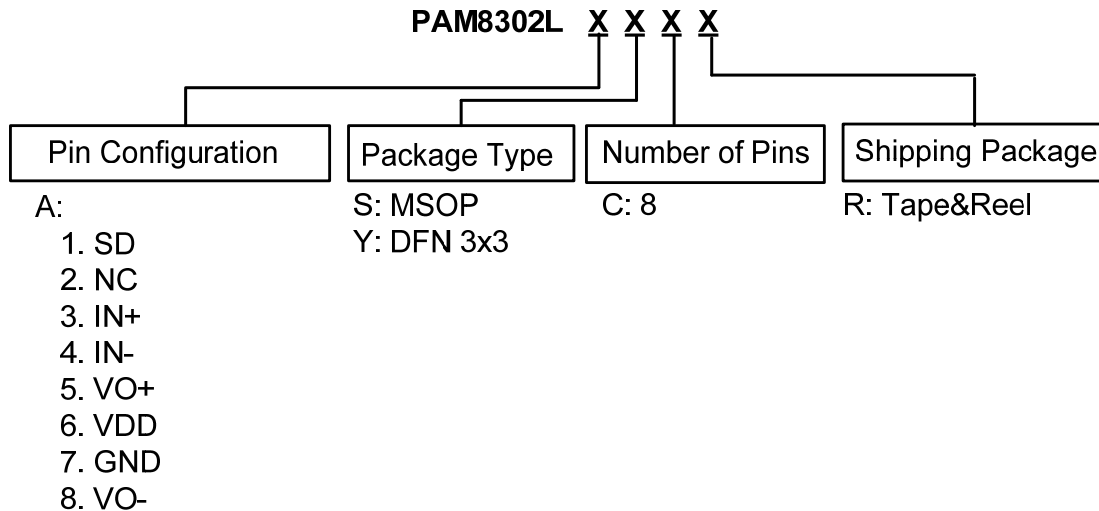 PAM8302L X X X X
Pin Configuration
Package Type
Number of Pins
Shipping Package
A:
1. SD
2. NC
3. IN+
4. IN-
5. VO+
6. VDD
7. GND
8. VO-
S: MSOP
Y: DFN 3x3
C: 8
R: Tape&Reel